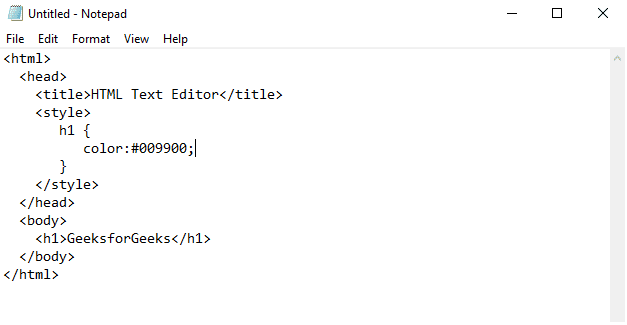 Untitled - Notepad
File Edit Format View Help
<html>
  <head>
    <title>HTML Text Editor</title>
    <style>
       h1 {
          color:#009900;
       }
    </style>
  </head>
  <body>
    <h1>GeeksforGeeks</h1>
  </body>
</html>